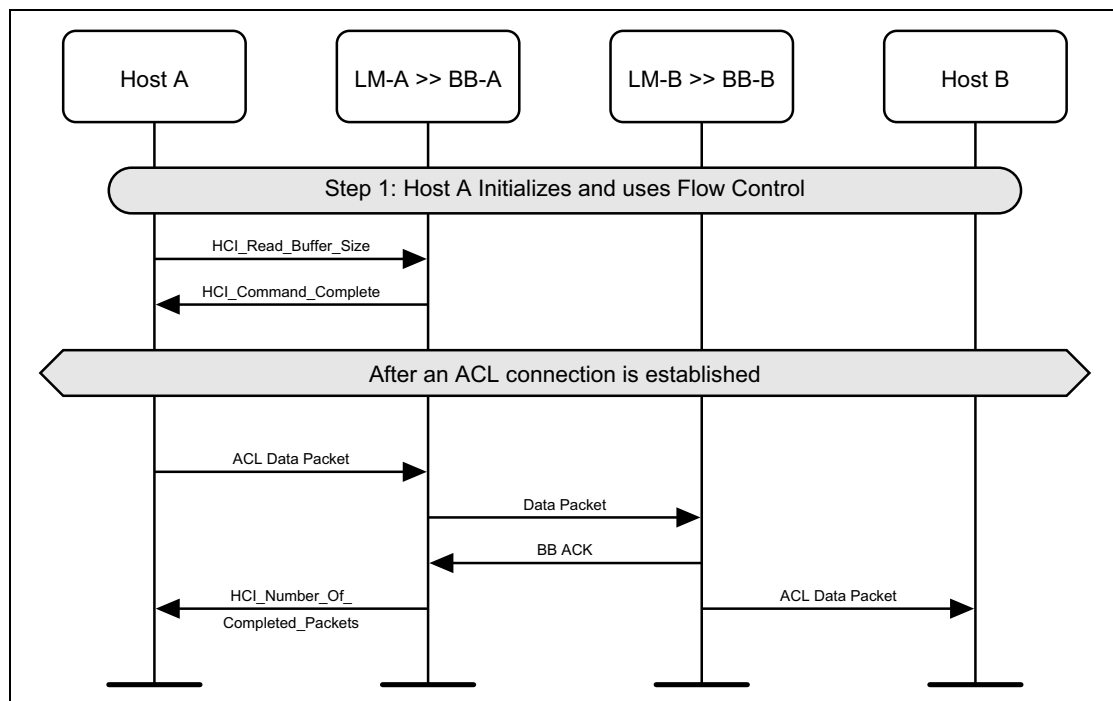 Host A
LM-A >> BB-A
LM-B >> BB-B
Host B
Step 1: Host A Initializes and uses Flow Control
HCI_Read_Buffer_Size
HCI_Command_Complete
After an ACL connection is established
ACL Data Packet
Data Packet
BB ACK
HCI_Number_Of_
Completed_Packets
ACL Data Packet